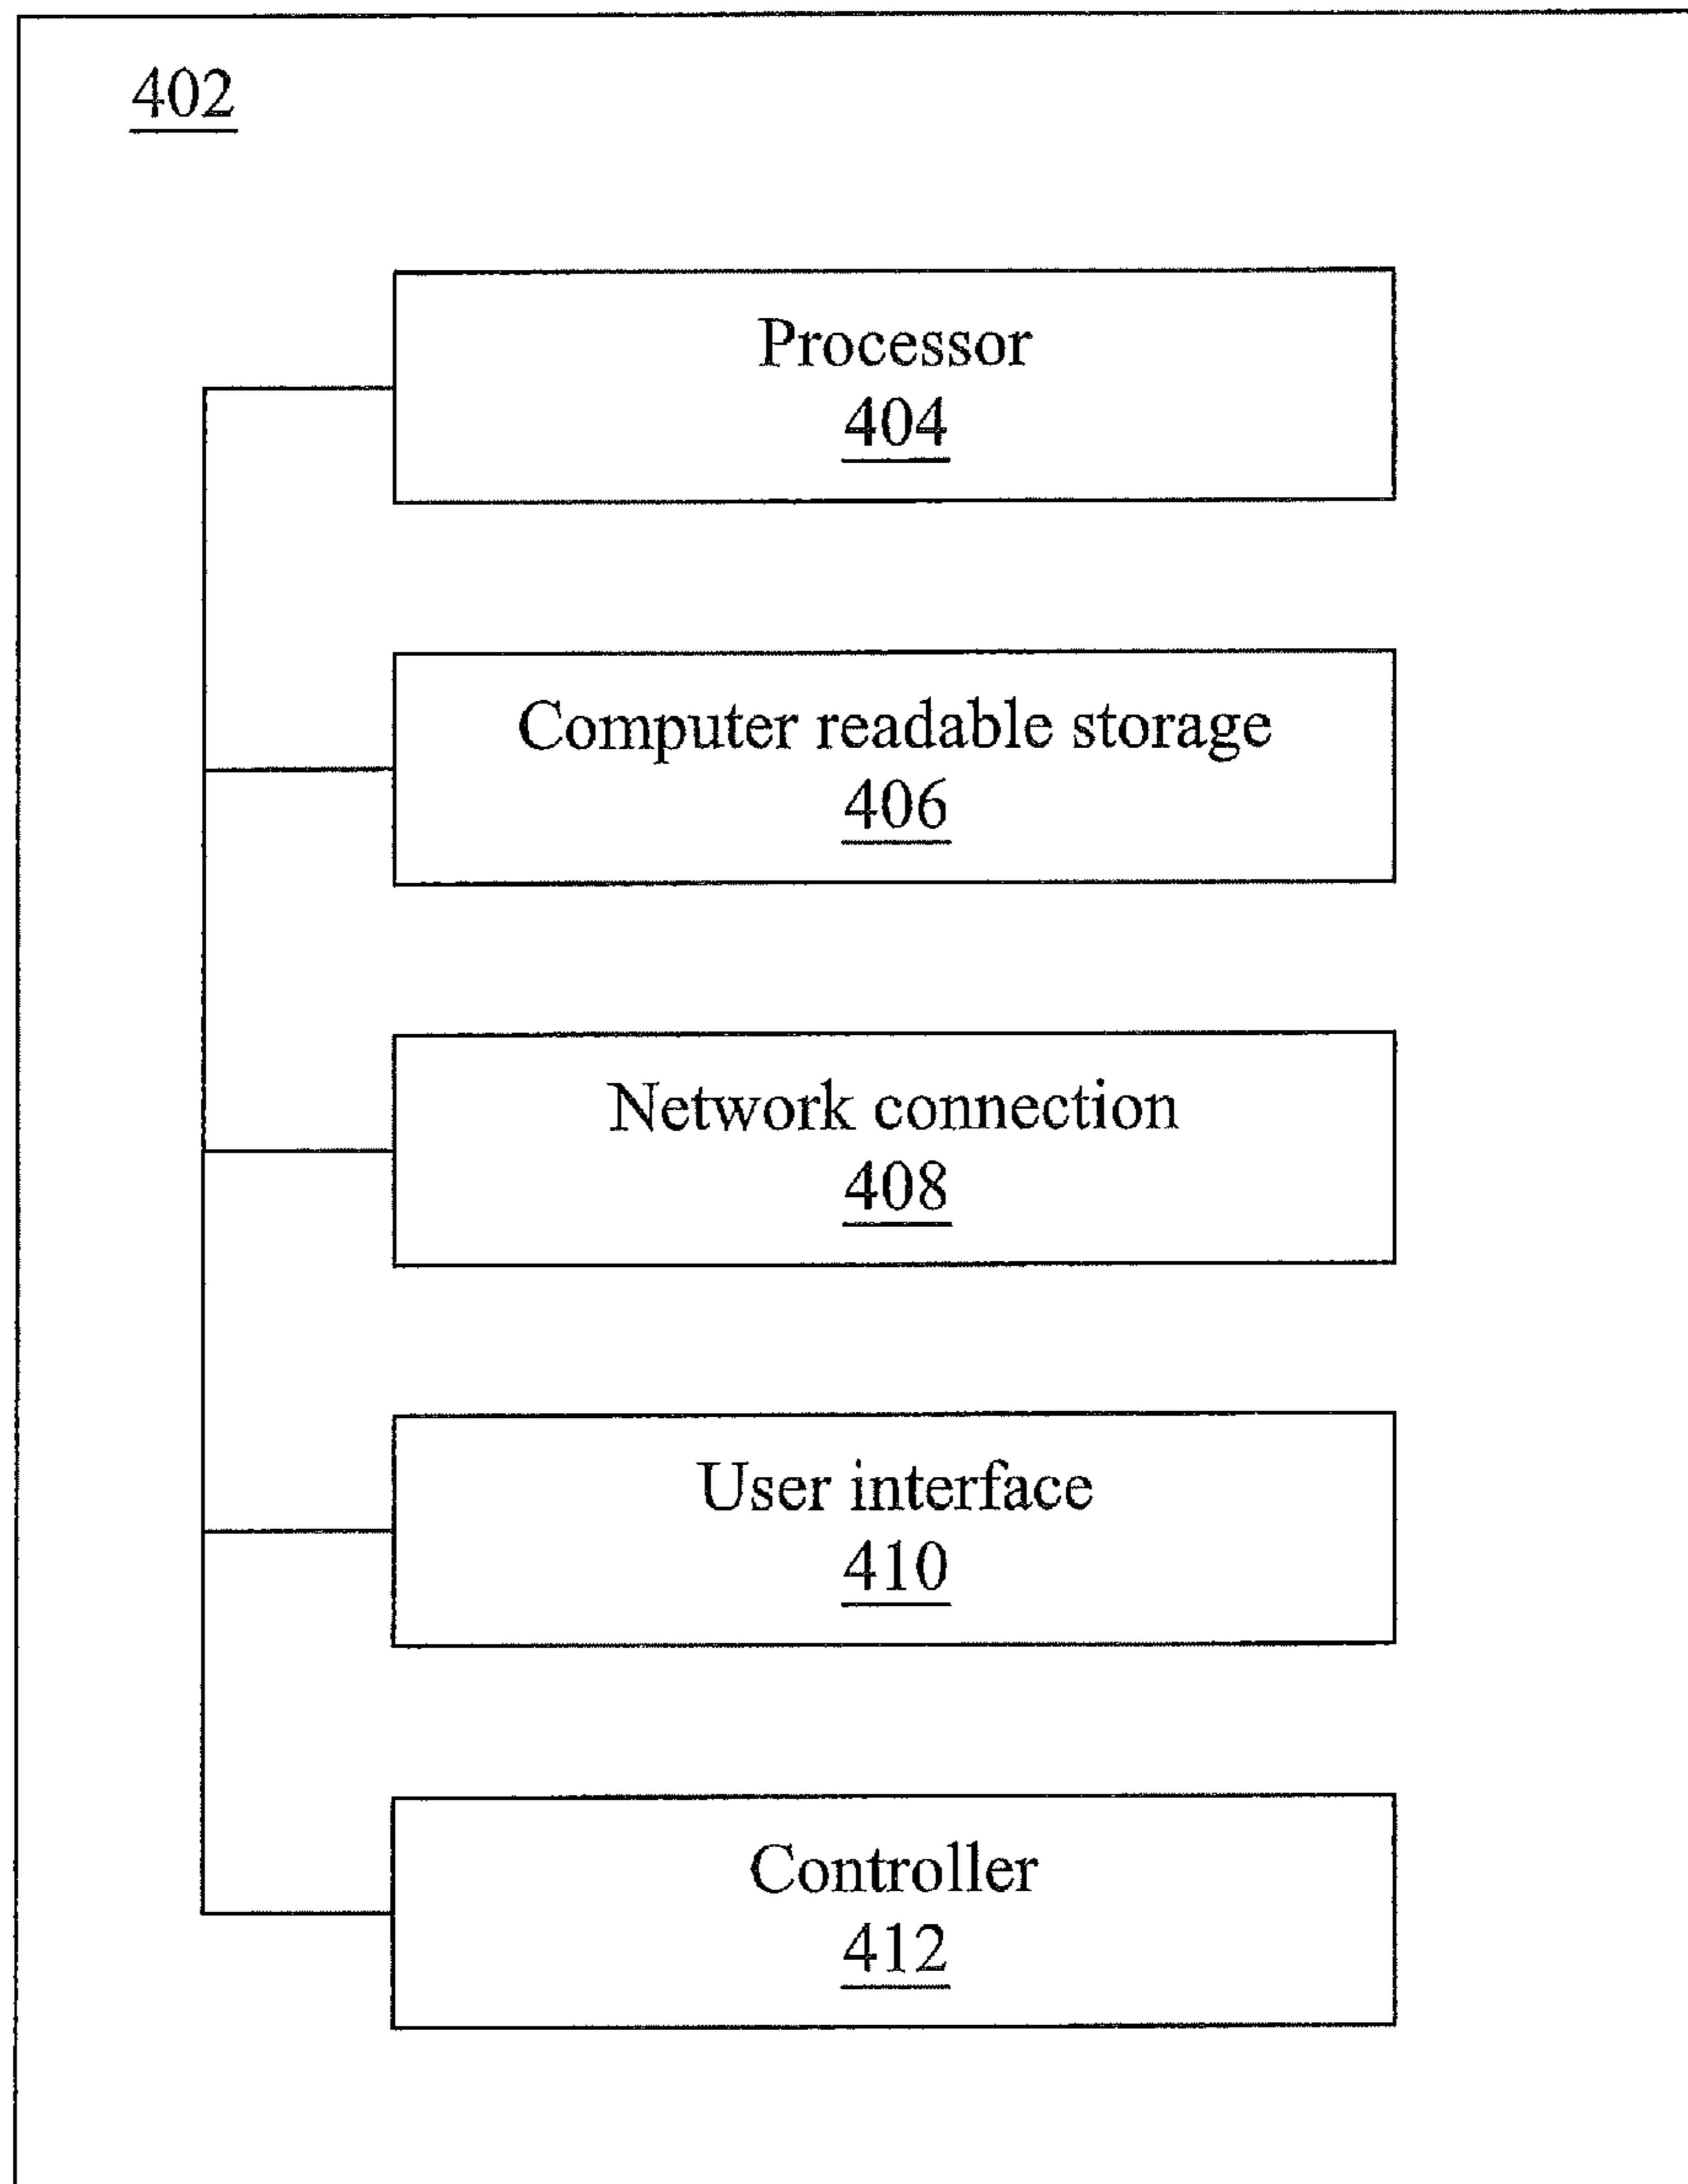 402
Processor
404
Computer readable storage
406
Network connection
408
User interface
410
Controller
412